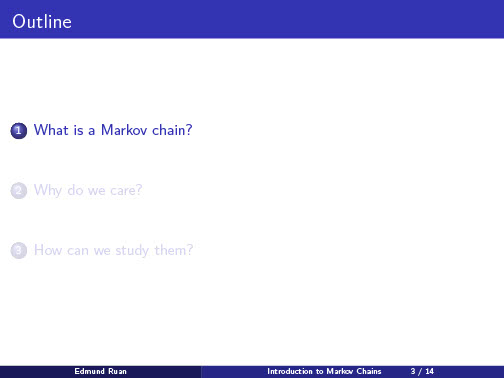 Outline
1 What is a Markov chain?
2 Why do we care?
3 How can we study them?
Edmund Ruan Introduction to Markov Chains 3 / 14